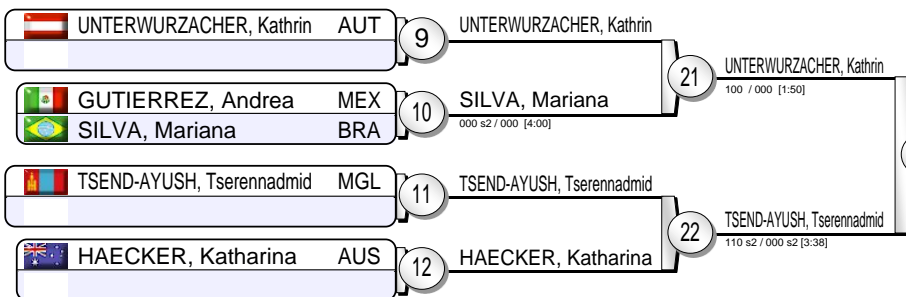 UNTERWURZACHER, Kathrin AUT
9
UNTERWURZACHER, Kathrin
GUTIERREZ, Andrea MEX
SILVA, Mariana BRA
10
SILVA, Mariana
000 s2 / 000 [4:00]
21
UNTERWURZACHER, Kathrin
100 / 000 [1:50]
TSEND-AYUSH, Tserennadmid MGL
11
TSEND-AYUSH, Tserennadmid
HAECKER, Katharina AUS
12
HAECKER, Katharina
22
TSEND-AYUSH, Tserennadmid
110 s2 / 000 s2 [3:38]